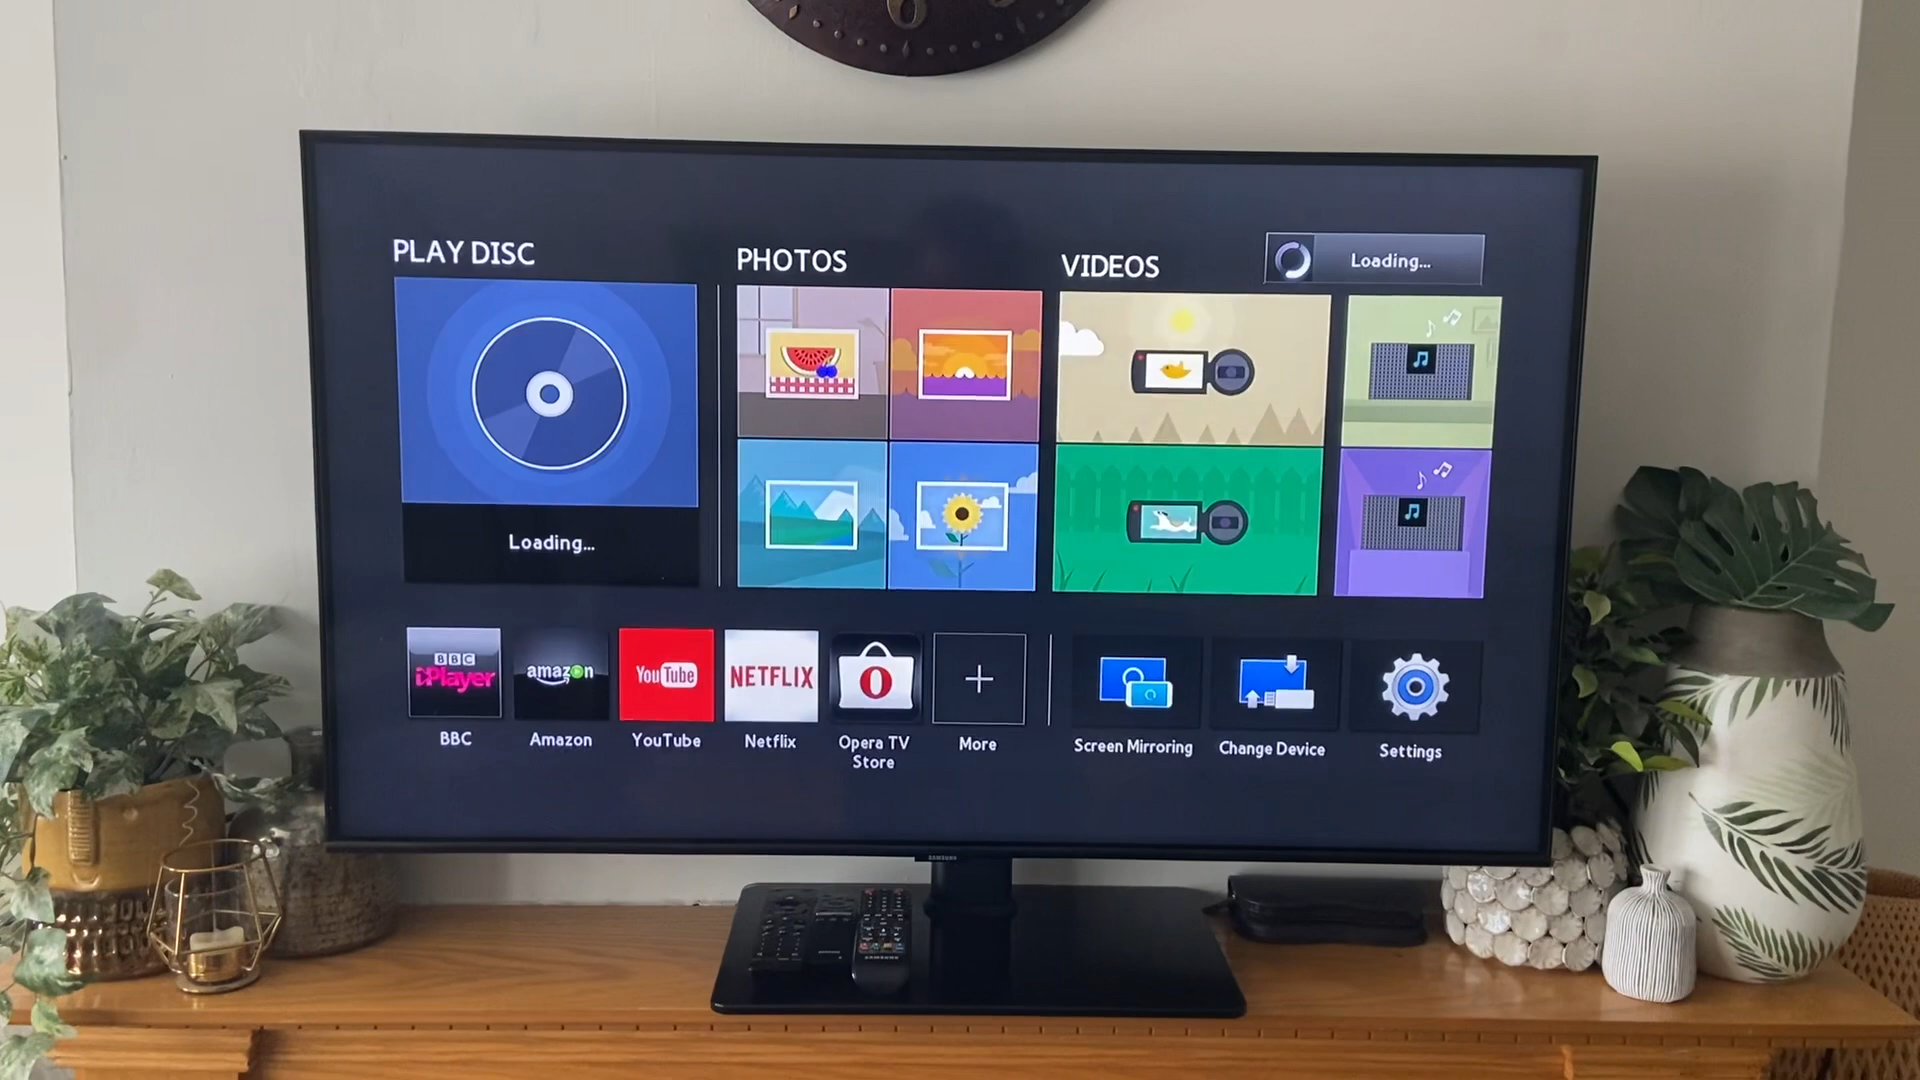 PLAY DISC
PHOTOS
VIDEOS
Loading...
Loading...
BBC
iPlayer
amazon
YouTube
NETFLIX
O
BBC
Amazon
YouTube
Netflix
Opera TV
Store
More
Screen Mirroring
Change Device
Settings
SAMSUNG
SAMSUNG